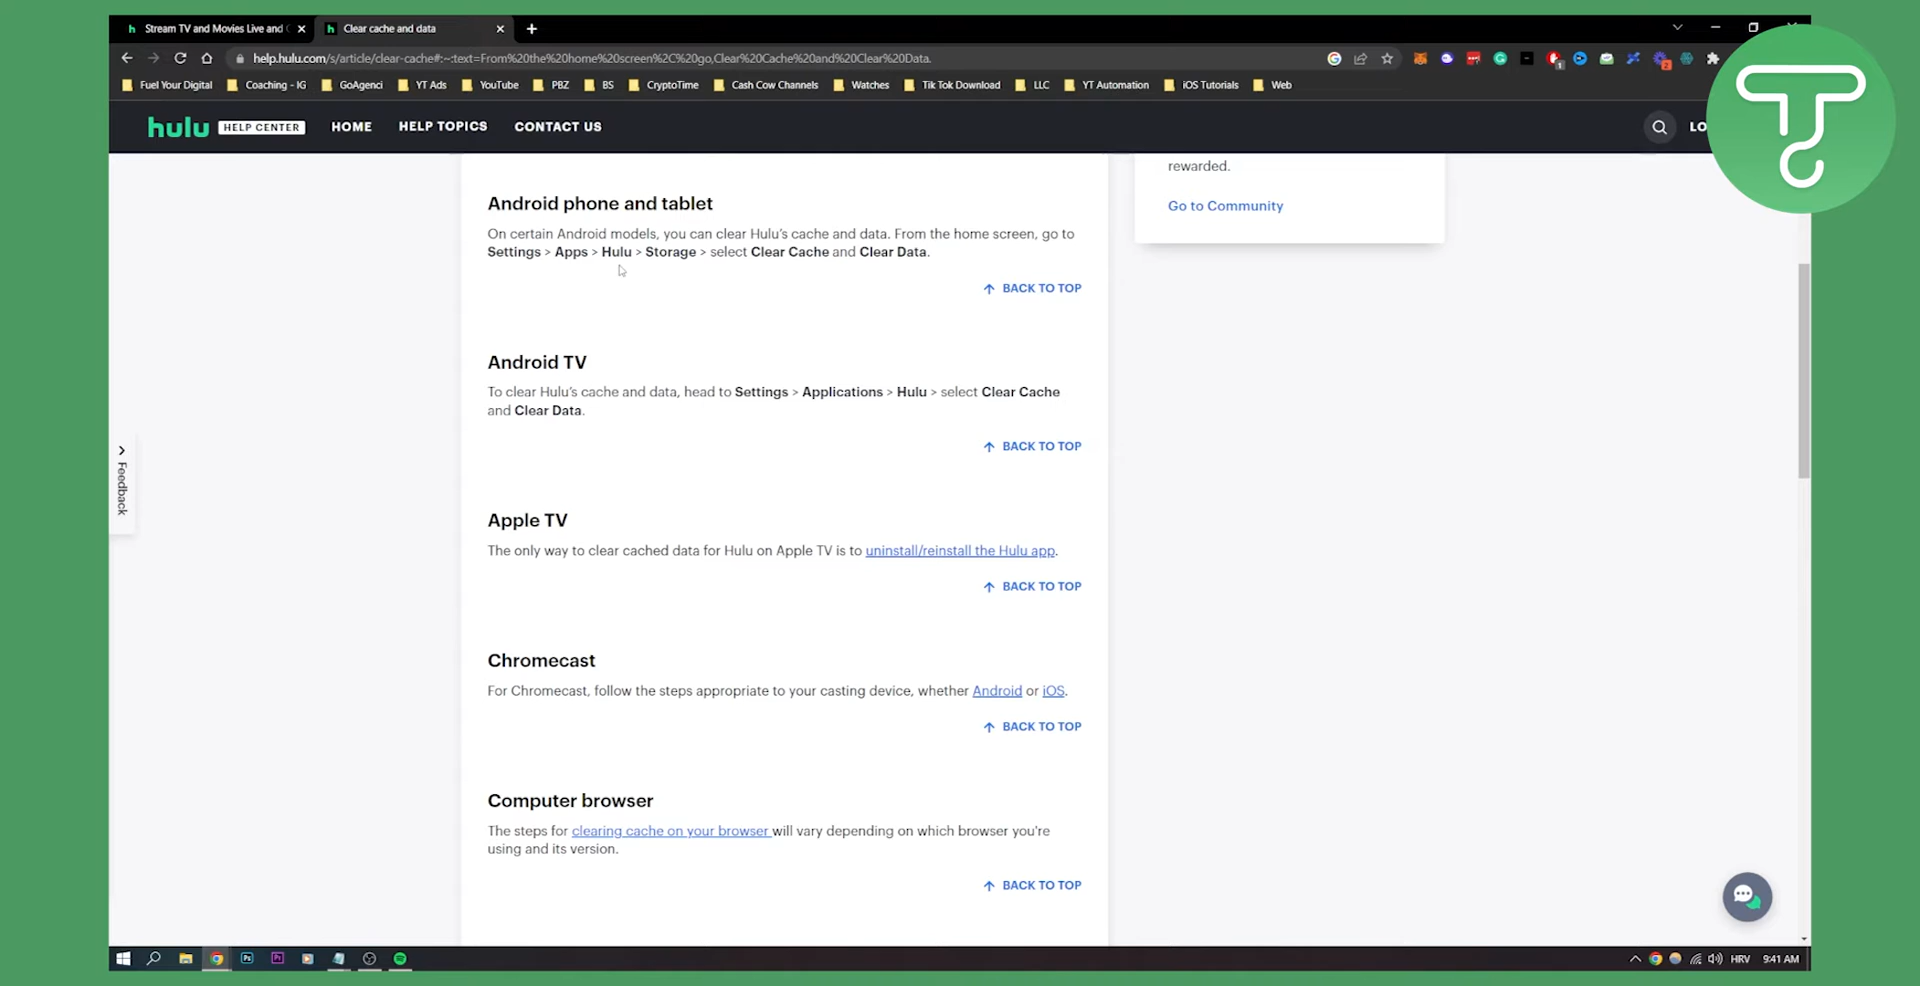 Stream TV and Movies Live and
Clear cache and data
help.hulu.com/s/article/clear-cache#:~:text=From%20the%20home%20screen%2C%20go,Clear%20Cache%20and%20Clear%20Data.
Fuel Your Digital
Coaching - IG
GoAgenci
YT Ads
YouTube
PBZ
BS
CryptoTime
Cash Cow Channels
Watches
Tik Tok Download
LLC
YT Automation
iOS Tutorials
Web
hulu HELP CENTER HOME HELP TOPICS CONTACT US
LO
rewarded.
Go to Community
Android phone and tablet
On certain Android models, you can clear Hulu's cache and data. From the home screen, go to
Settings > Apps > Hulu > Storage > select Clear Cache and Clear Data.
BACK TO TOP
Android TV
To clear Hulu's cache and data, head to Settings > Applications > Hulu > select Clear Cache
and Clear Data.
BACK TO TOP
Feedback
Apple TV
The only way to clear cached data for Hulu on Apple TV is to uninstall/reinstall the Hulu app.
BACK TO TOP
Chromecast
For Chromecast, follow the steps appropriate to your casting device, whether Android or iOS.
BACK TO TOP
Computer browser
The steps for clearing cache on your browser will vary depending on which browser you're
using and its version.
BACK TO TOP
HRV 9:41 AM